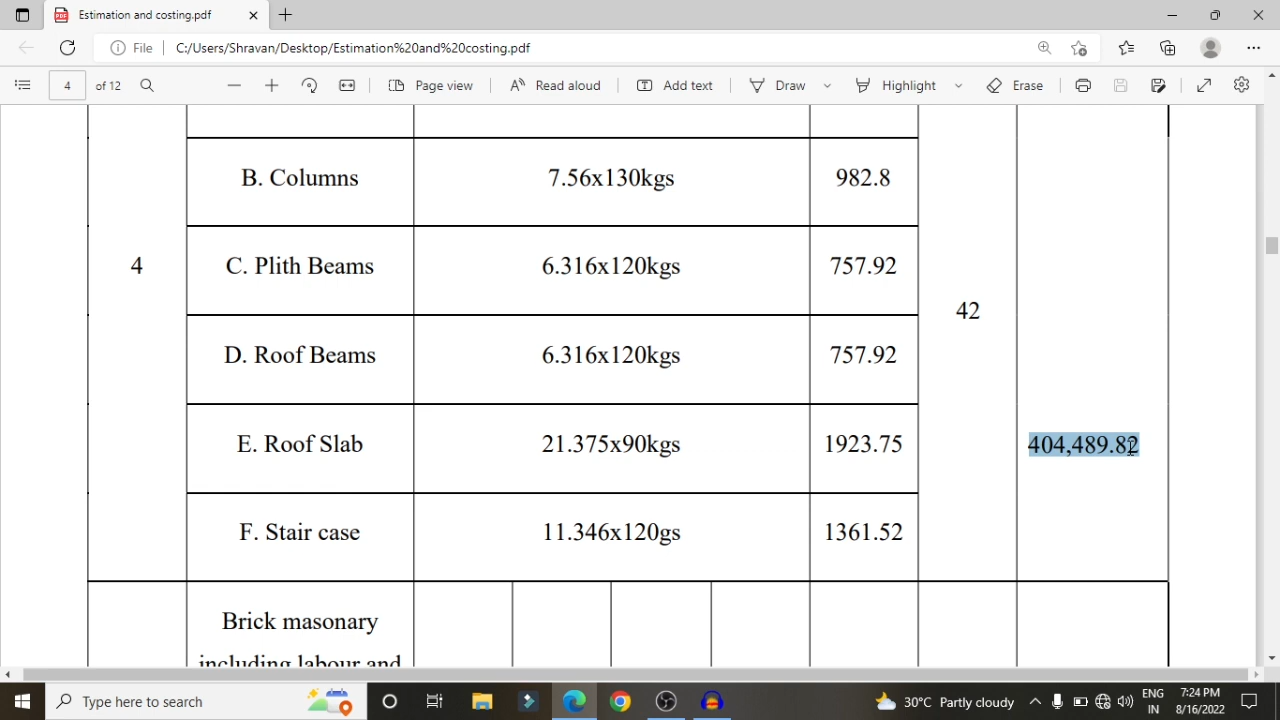 Estimation and costing.pdf
File
C:/Users/Shravan/Desktop/Estimation%20and%20costing.pdf
4 of 12
Page view
Read aloud
Add text
Draw
Highlight
Erase
B. Columns 7.56x130kgs 982.8
4 C. Plith Beams 6.316x120kgs 757.92
42
D. Roof Beams 6.316x120kgs 757.92
E. Roof Slab 21.375x90kgs 1923.75 404,489.82
F. Stair case 11.346x120gs 1361.52
Brick masonary
including labour and
Type here to search
30°C Partly cloudy
ENG
IN
7:24 PM
8/16/2022